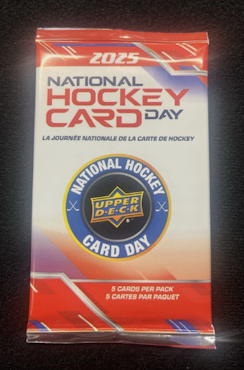 2025
NATIONAL
HOCKEY
CARD DAY
LA JOURNÉE NATIONALE DE LA CARTE DE HOCKEY
NATIONAL HOCKEY
UPPER
D·E·C·K
CARD DAY
5 CARDS PER PACK
5 CARTES PAR PAQUET